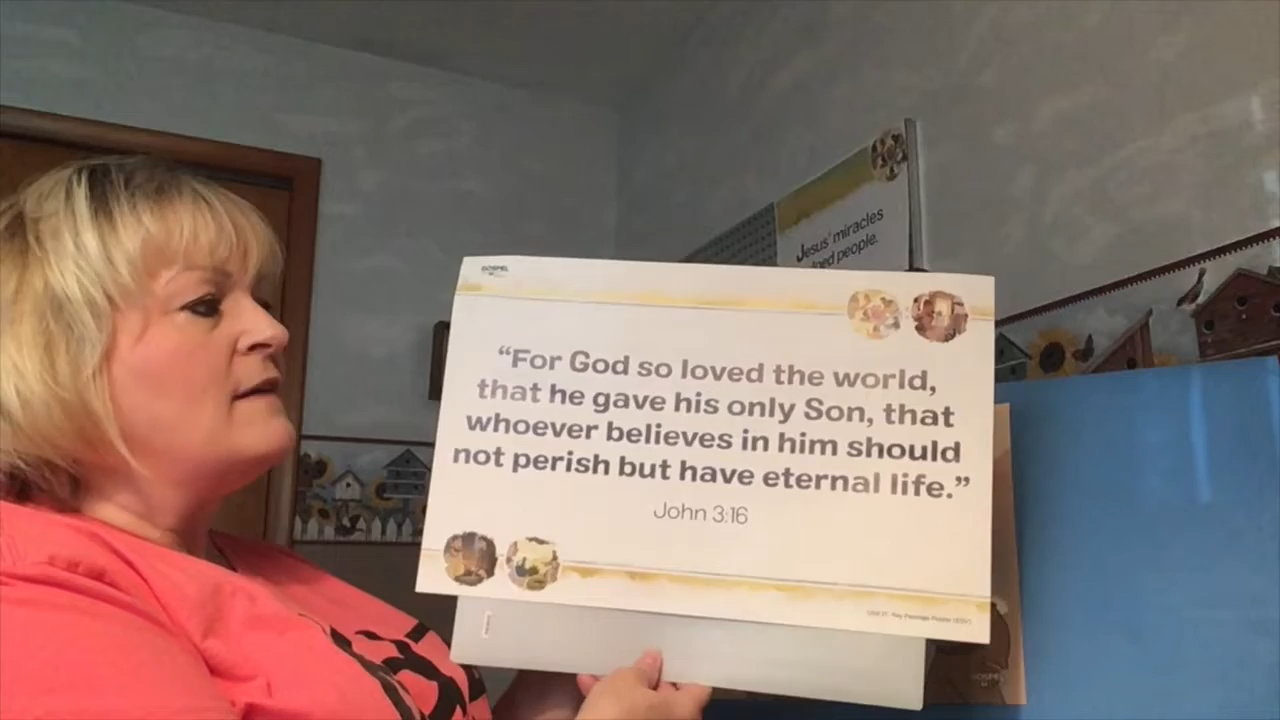 Jesus' miracles
people.
GOSPEL
“For God so loved the world,
that he gave his only Son, that
whoever believes in him should
not perish but have eternal life.”
John 3:16
GOSPEL